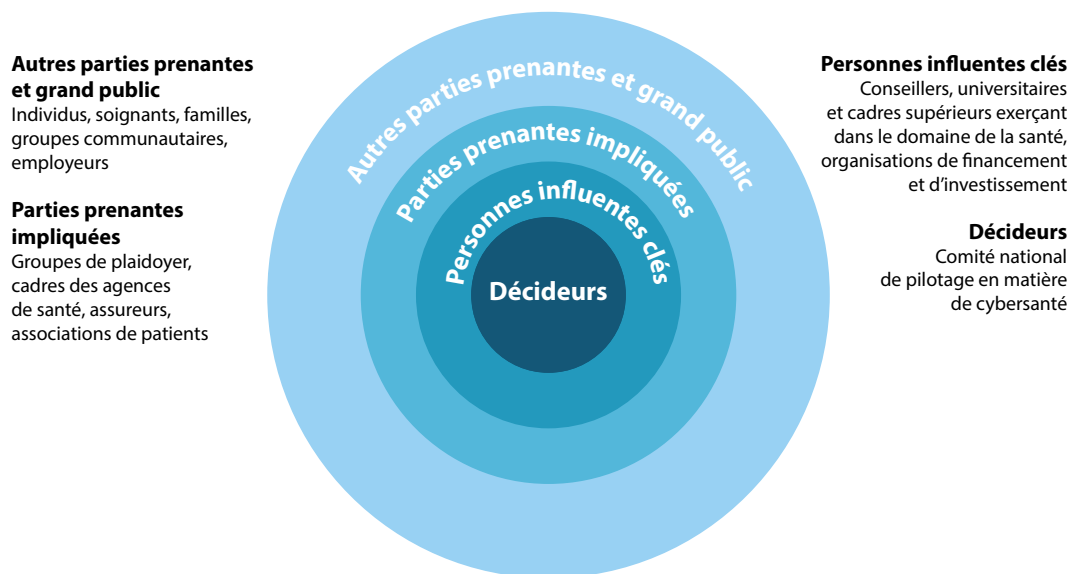 Autres parties prenantes
et grand public
Individus, soignants, familles,
groupes communautaires,
employeurs
Parties prenantes
impliquées
Groupes de plaidoyer,
cadres des agences
de santé, assureurs,
associations de patients
Autres parties prenantes et grand public
Parties prenantes impliquées
Personnes influentes clés
Décideurs
Personnes influentes clés
Conseillers, universitaires
et cadres supérieurs exerçant
dans le domaine de la santé,
organisations de financement
et d’investissement
Décideurs
Comité national
de pilotage en matière
de cybersanté